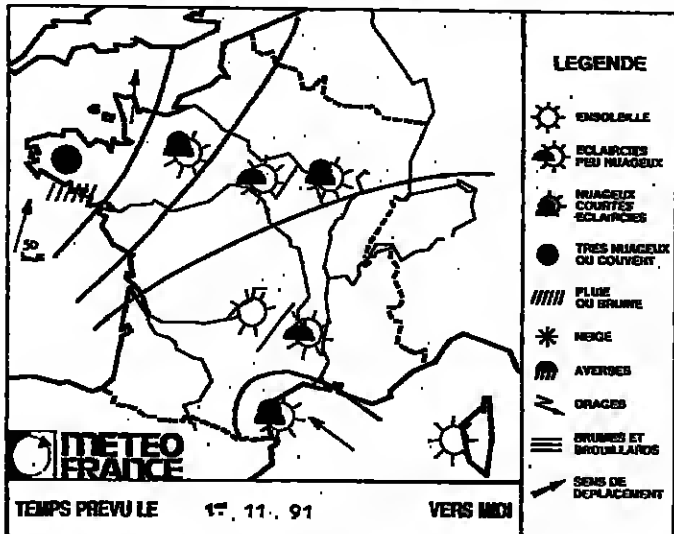 LEGENDE
ENSOLEILLE
ECLAIRCIES
PEU NUAGEUX
NUAGEUX
COURTES
ECLAIRCIES
TRES NUAGEUX
OU COUVERT
PLUIE
OU BRUINE
NEIGE
AVERSES
ORAGES
BRUMES ET
BROUILLARDS
SENS DE
DEPLACEMENT
50
METEO
FRANCE
TEMPS PREVU LE 1er. 11. 91 VERS MIDI